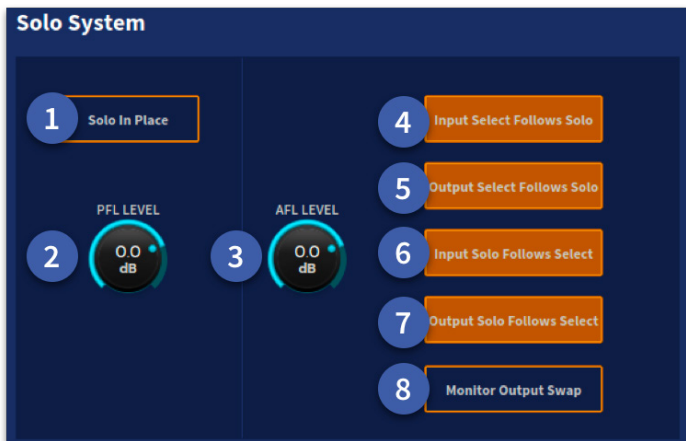 Solo System
1
Solo In Place
2
PFL LEVEL
0.0
dB
3
AFL LEVEL
0.0
dB
4
Input Select Follows Solo
5
Output Select Follows Solo
6
Input Solo Follows Select
7
Output Solo Follows Select
8
Monitor Output Swap